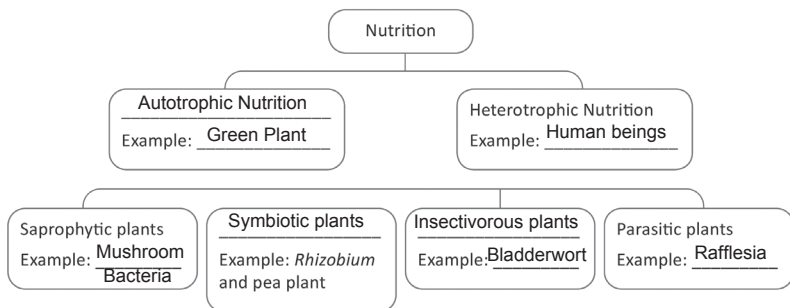 Nutrition
Autotrophic Nutrition
Example: Green Plant
Heterotrophic Nutrition
Example: Human beings
Saprophytic plants
Example: Mushroom
Bacteria
Symbiotic plants
Example: Rhizobium
and pea plant
Insectivorous plants
Example: Bladderwort
Parasitic plants
Example: Rafflesia